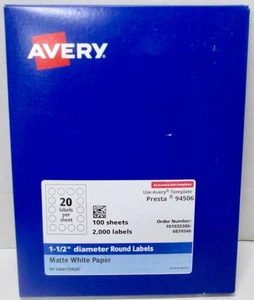 AVERY
Use Avery® Template
Presta® 94506
20
labels
per
sheet
100 sheets
2,000 labels
Order Number:
1-1/2" diameter Round Labels
Matte White Paper
for Laser/Inkjet